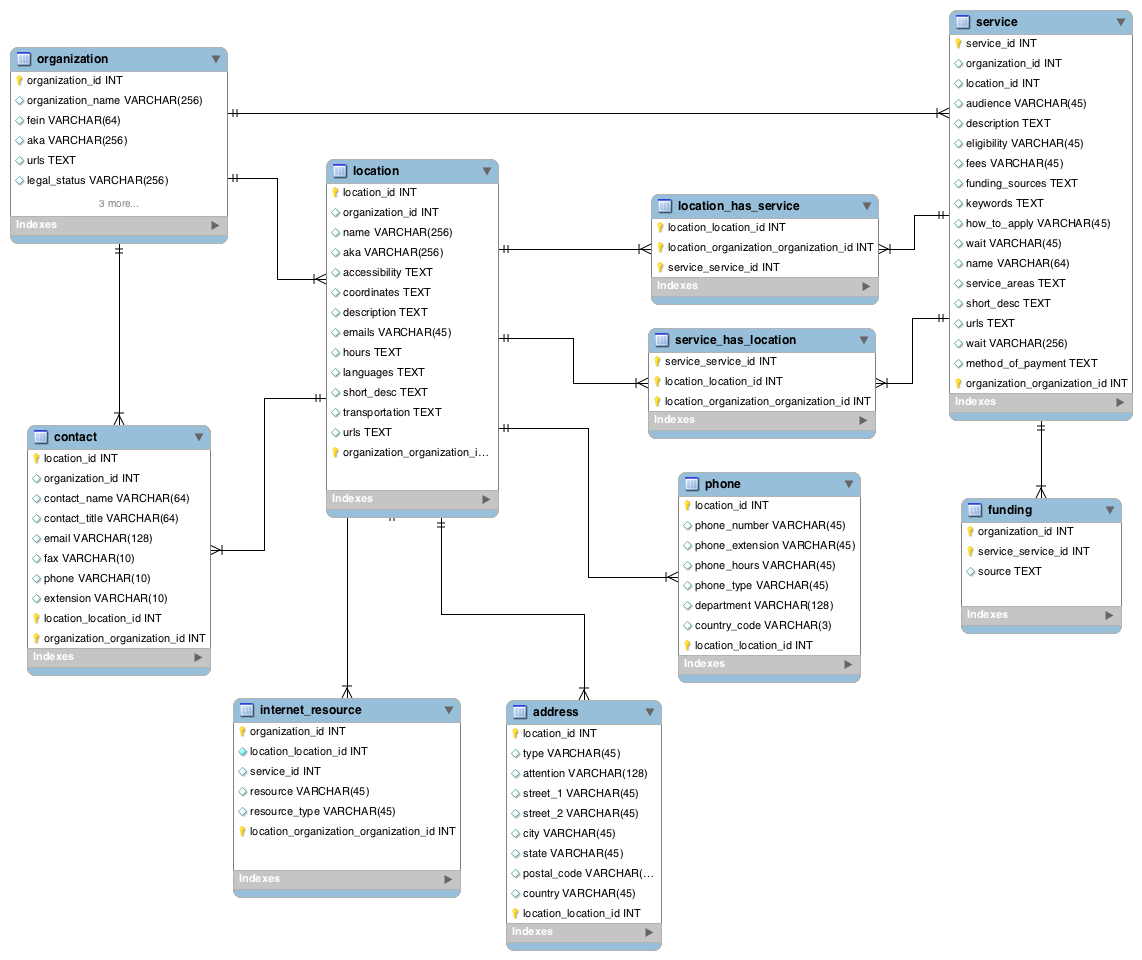 organization
organization_id INT
organization_name VARCHAR(256)
fein VARCHAR(64)
aka VARCHAR(256)
urls TEXT
legal_status VARCHAR(256)
3 more...
Indexes
service
service_id INT
organization_id INT
location_id INT
audience VARCHAR(45)
description TEXT
eligibility VARCHAR(45)
fees VARCHAR(45)
funding_sources TEXT
keywords TEXT
how_to_apply VARCHAR(45)
wait VARCHAR(45)
name VARCHAR(64)
service_areas TEXT
short_desc TEXT
urls TEXT
wait VARCHAR(256)
method_of_payment TEXT
organization_organization_id INT
Indexes
location
location_id INT
organization_id INT
name VARCHAR(256)
aka VARCHAR(256)
accessibility TEXT
coordinates TEXT
description TEXT
emails VARCHAR(45)
hours TEXT
languages TEXT
short_desc TEXT
transportation TEXT
urls TEXT
organization_organization_i...
Indexes
location_has_service
location_location_id INT
location_organization_organization_id INT
service_service_id INT
Indexes
service_has_location
service_service_id INT
location_location_id INT
location_organization_organization_id INT
Indexes
contact
location_id INT
organization_id INT
contact_name VARCHAR(64)
contact_title VARCHAR(64)
email VARCHAR(128)
fax VARCHAR(10)
phone VARCHAR(10)
extension VARCHAR(10)
location_location_id INT
organization_organization_id INT
Indexes
phone
location_id INT
phone_number VARCHAR(45)
phone_extension VARCHAR(45)
phone_hours VARCHAR(45)
phone_type VARCHAR(45)
department VARCHAR(128)
country_code VARCHAR(3)
location_location_id INT
Indexes
funding
organization_id INT
service_service_id INT
source TEXT
Indexes
internet_resource
organization_id INT
location_location_id INT
service_id INT
resource VARCHAR(45)
resource_type VARCHAR(45)
location_organization_organization_id INT
Indexes
address
location_id INT
type VARCHAR(45)
attention VARCHAR(128)
street_1 VARCHAR(45)
street_2 VARCHAR(45)
city VARCHAR(45)
state VARCHAR(45)
postal_code VARCHAR(...
country VARCHAR(45)
location_location_id INT
Indexes